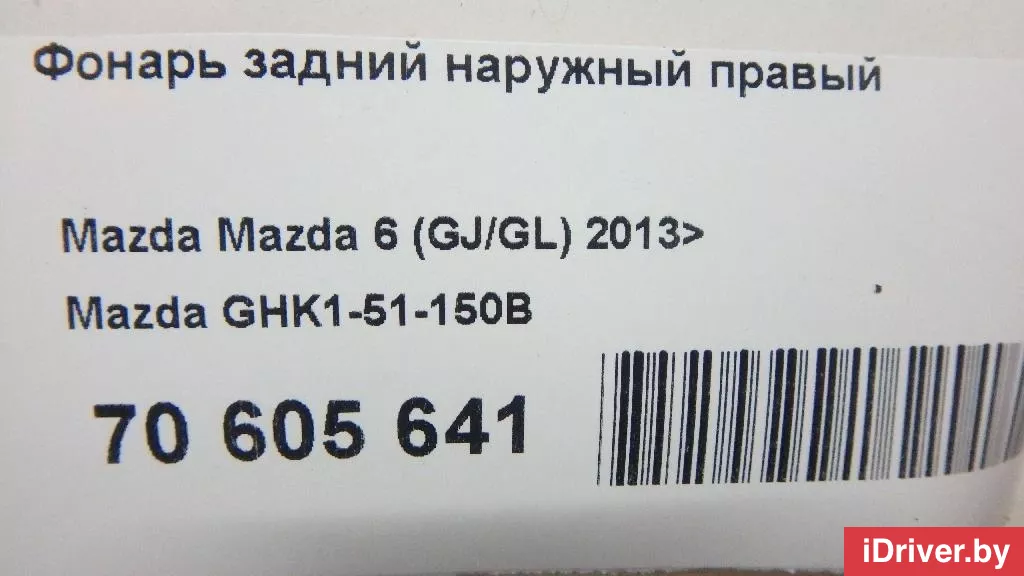 Фонарь задний наружный правый
Mazda Mazda 6 (GJ/GL) 2013>
Mazda GHK1-51-150B
70 605 641
iDriver.by